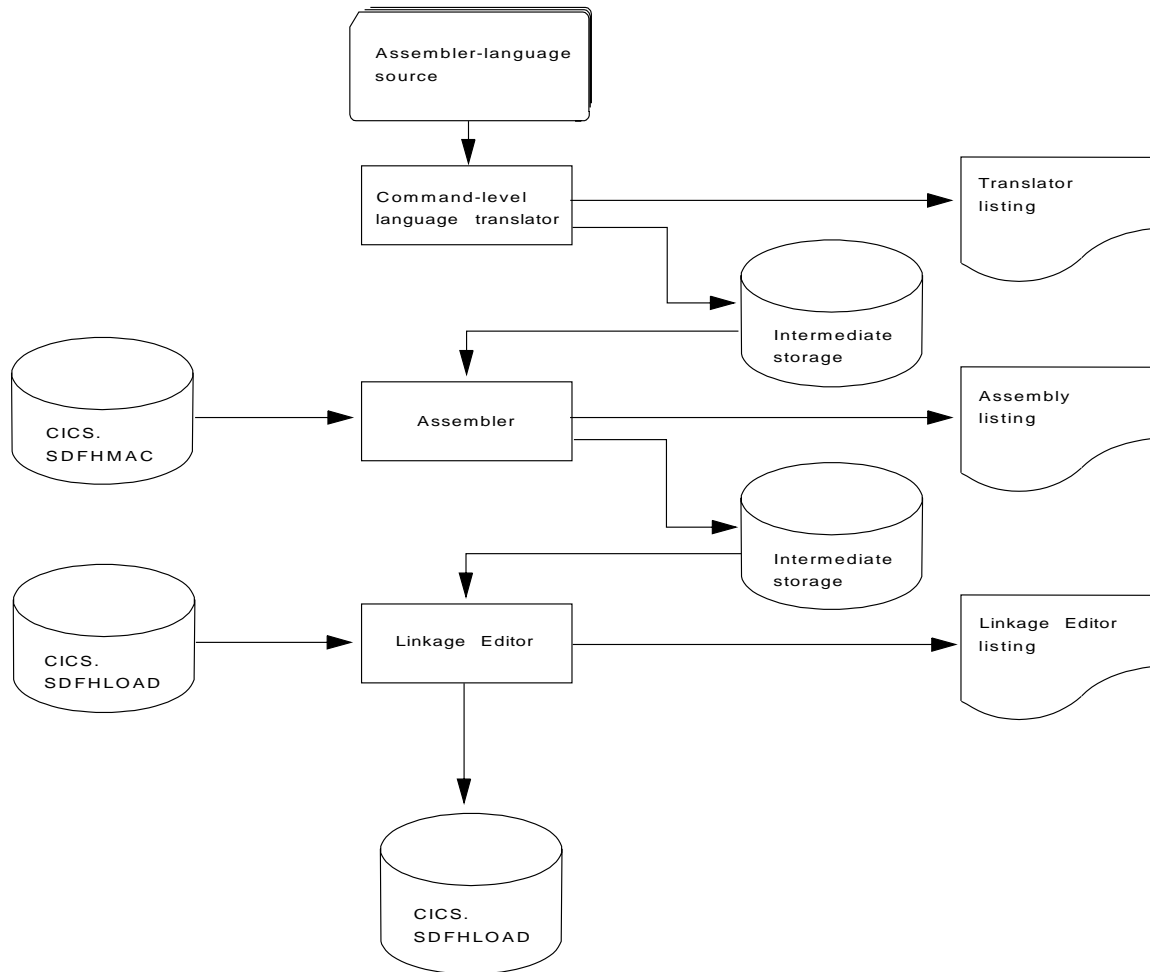 Assembler-language
source
Command-level
language translator
Translator
listing
Intermediate
storage
CICS.
SDFHMAC
Assembler
Assembly
listing
Intermediate
storage
CICS.
SDFHLOAD
Linkage Editor
Linkage Editor
listing
CICS.
SDFHLOAD